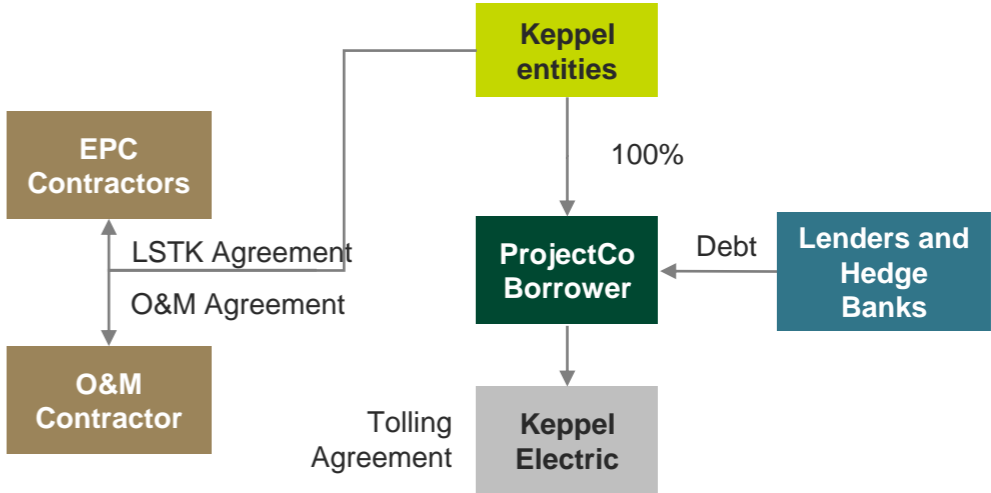 Keppel
entities
EPC
Contractors
100%
LSTK Agreement
O&M Agreement
ProjectCo
Borrower
Debt
Lenders and
Hedge
Banks
O&M
Contractor
Tolling
Agreement
Keppel
Electric